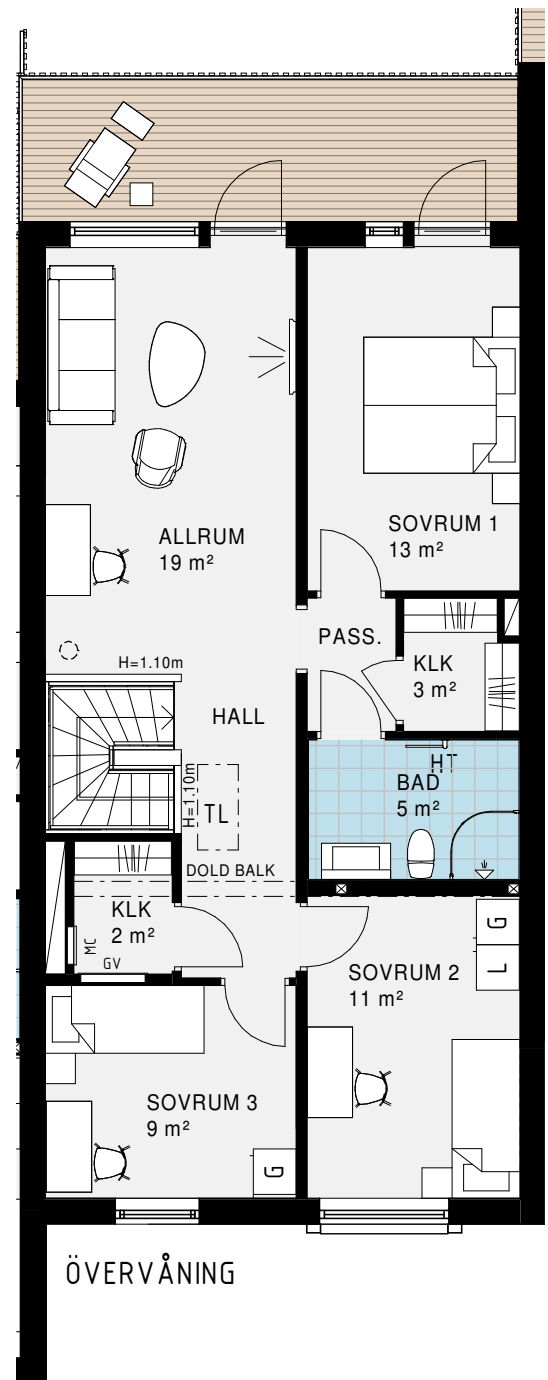 ALLRUM
19 m²
SOVRUM 1
13 m²
PASS.
KLK
3 m²
H=1.10m
HALL
H=1.10m
TL
HT
BAD
5 m²
DOLD BALK
KLK
2 m²
MC
GV
G
L
SOVRUM 2
11 m²
SOVRUM 3
9 m²
G
ÖVERVÅNING